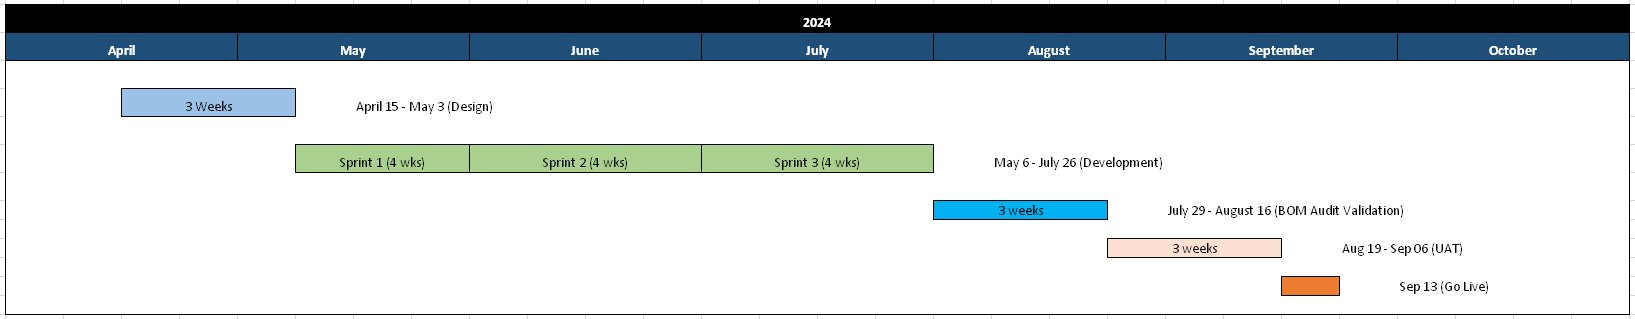 2024
April May June July August September October
3 Weeks April 15 - May 3 (Design)
Sprint 1 (4 wks) Sprint 2 (4 wks) Sprint 3 (4 wks) May 6 - July 26 (Development)
3 weeks July 29 - August 16 (BOM Audit Validation)
3 weeks Aug 19 - Sep 06 (UAT)
Sep 13 (Go Live)